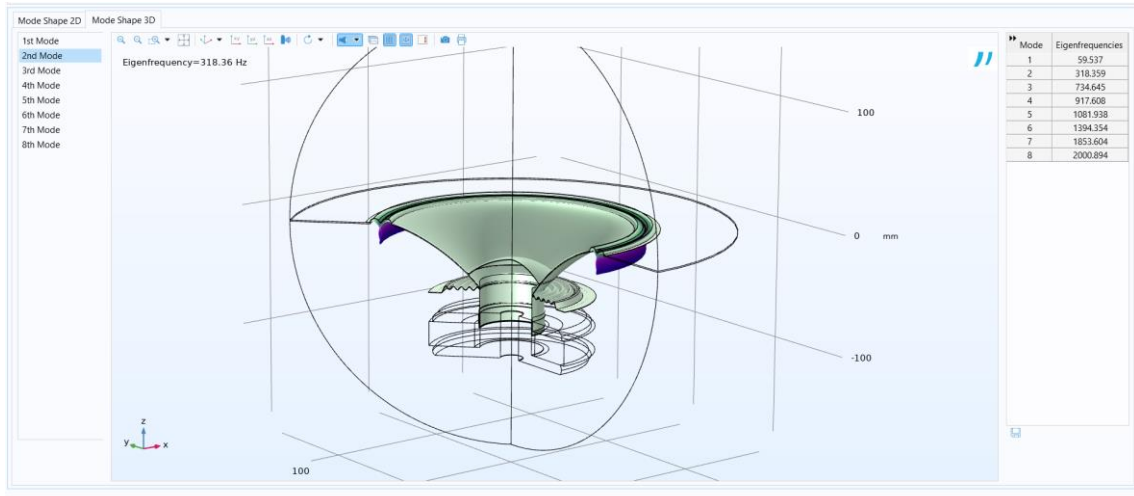 Mode Shape 2D Mode Shape 3D
1st Mode
2nd Mode
3rd Mode
4th Mode
5th Mode
6th Mode
7th Mode
8th Mode
Eigenfrequency=318.36 Hz
100
0 mm
-100
100
z
y x
Mode Eigenfrequencies
1 59.537
2 318.359
3 734.645
4 917.608
5 1081.938
6 1394.354
7 1853.604
8 2000.894